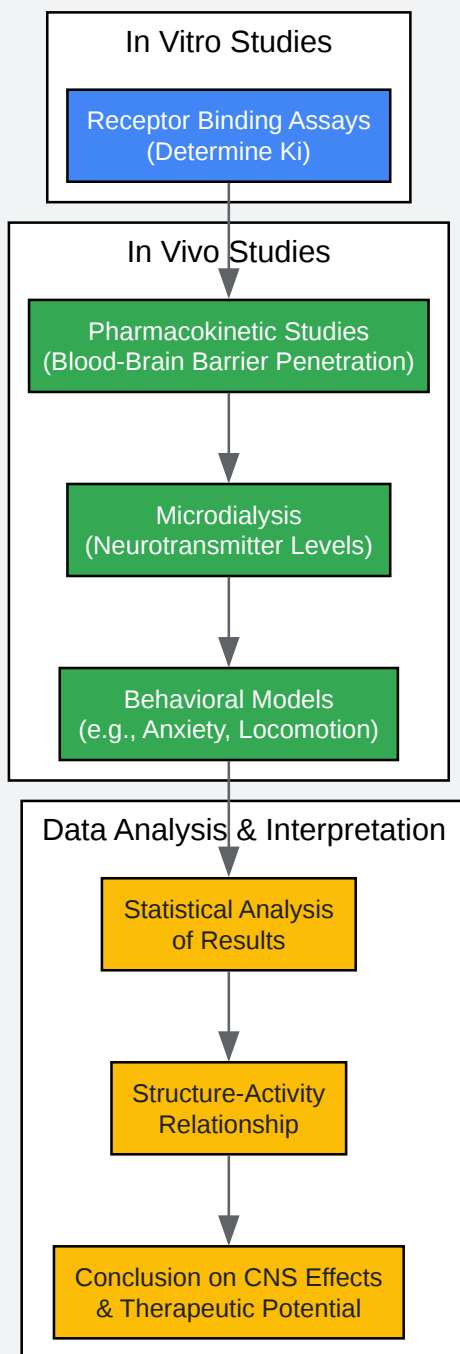 In Vitro Studies
Receptor Binding Assays
(Determine Ki)
In Vivo Studies
Pharmacokinetic Studies
(Blood-Brain Barrier Penetration)
Microdialysis
(Neurotransmitter Levels)
Behavioral Models
(e.g., Anxiety, Locomotion)
Data Analysis & Interpretation
Statistical Analysis
of Results
Structure-Activity
Relationship
Conclusion on CNS Effects
& Therapeutic Potential